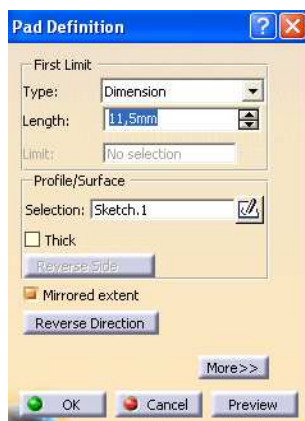 Pad Definition ? X
First Limit
Type: Dimension
Length: 11,5mm
Limit: No selection
Profile/Surface
Selection: Sketch.1
Thick
Reverse Side
Mirrored extent
Reverse Direction
More>>
OK Cancel Preview